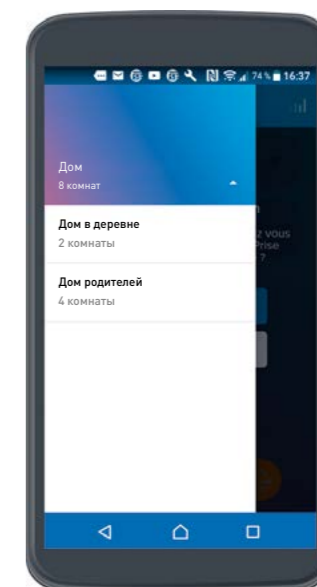 74 % 16:37
Дом
8 комнат
Дом в деревне
2 комнаты
z vous
Prise
?
Дом родителей
4 комнаты